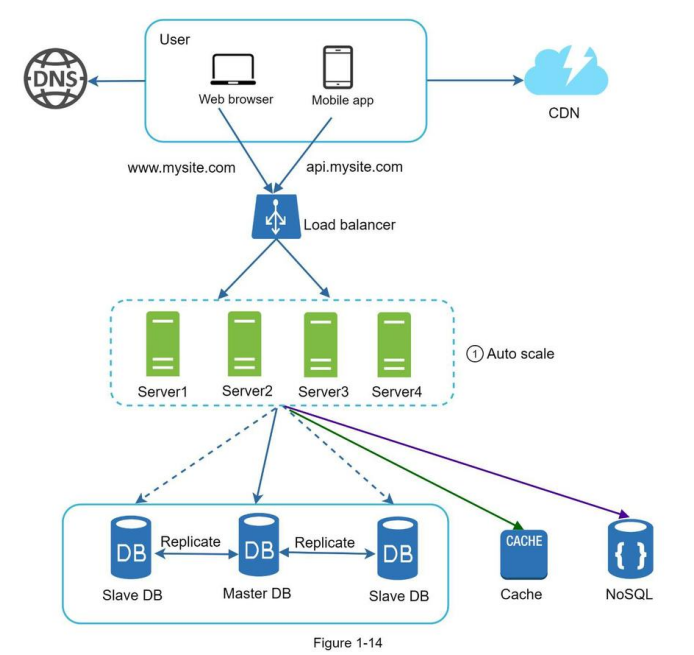 User
DNS
Web browser
Mobile app
CDN
www.mysite.com
api.mysite.com
Load balancer
1 Auto scale
Server1
Server2
Server3
Server4
DB
Replicate
DB
Replicate
DB
CACHE
{ }
Slave DB
Master DB
Slave DB
Cache
NoSQL
Figure 1-14